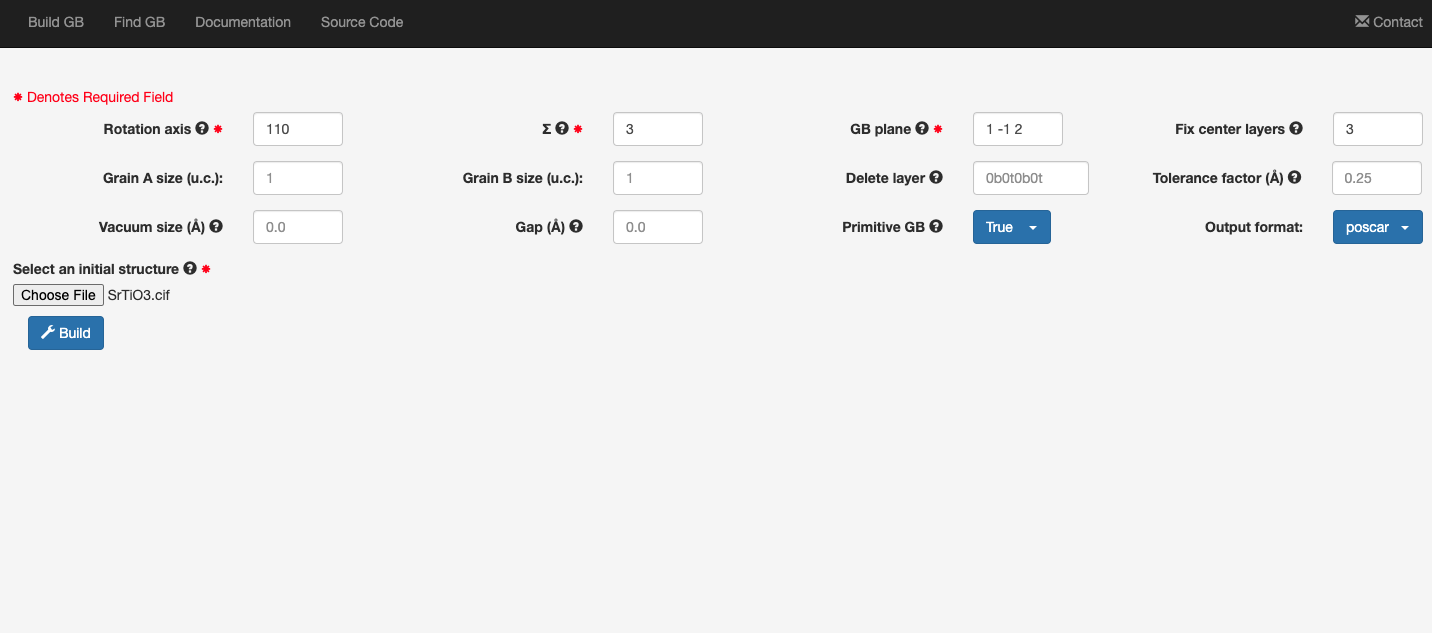 Build GB Find GB Documentation Source Code Contact
* Denotes Required Field
Rotation axis ? * 110 Σ ? * 3 GB plane ? * 1 -1 2 Fix center layers ? 3
Grain A size (u.c.): 1 Grain B size (u.c.): 1 Delete layer ? 0b0t0b0t Tolerance factor (Å) ? 0.25
Vacuum size (Å) ? 0.0 Gap (Å) ? 0.0 Primitive GB ? True Output format: poscar
Select an initial structure ? *
Choose File SrTiO3.cif
Build